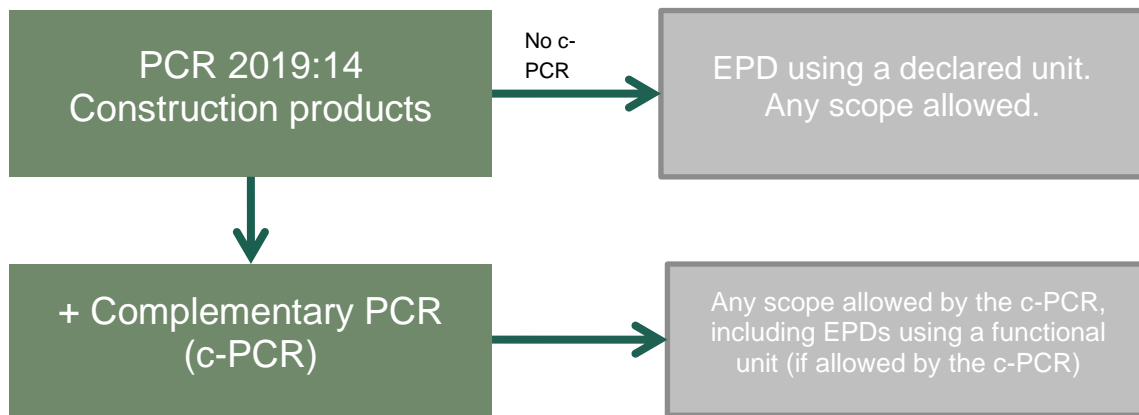 PCR 2019:14
Construction products
No c-
PCR
EPD using a declared unit.
Any scope allowed.
+ Complementary PCR
(c-PCR)
Any scope allowed by the c-PCR,
including EPDs using a functional
unit (if allowed by the c-PCR)